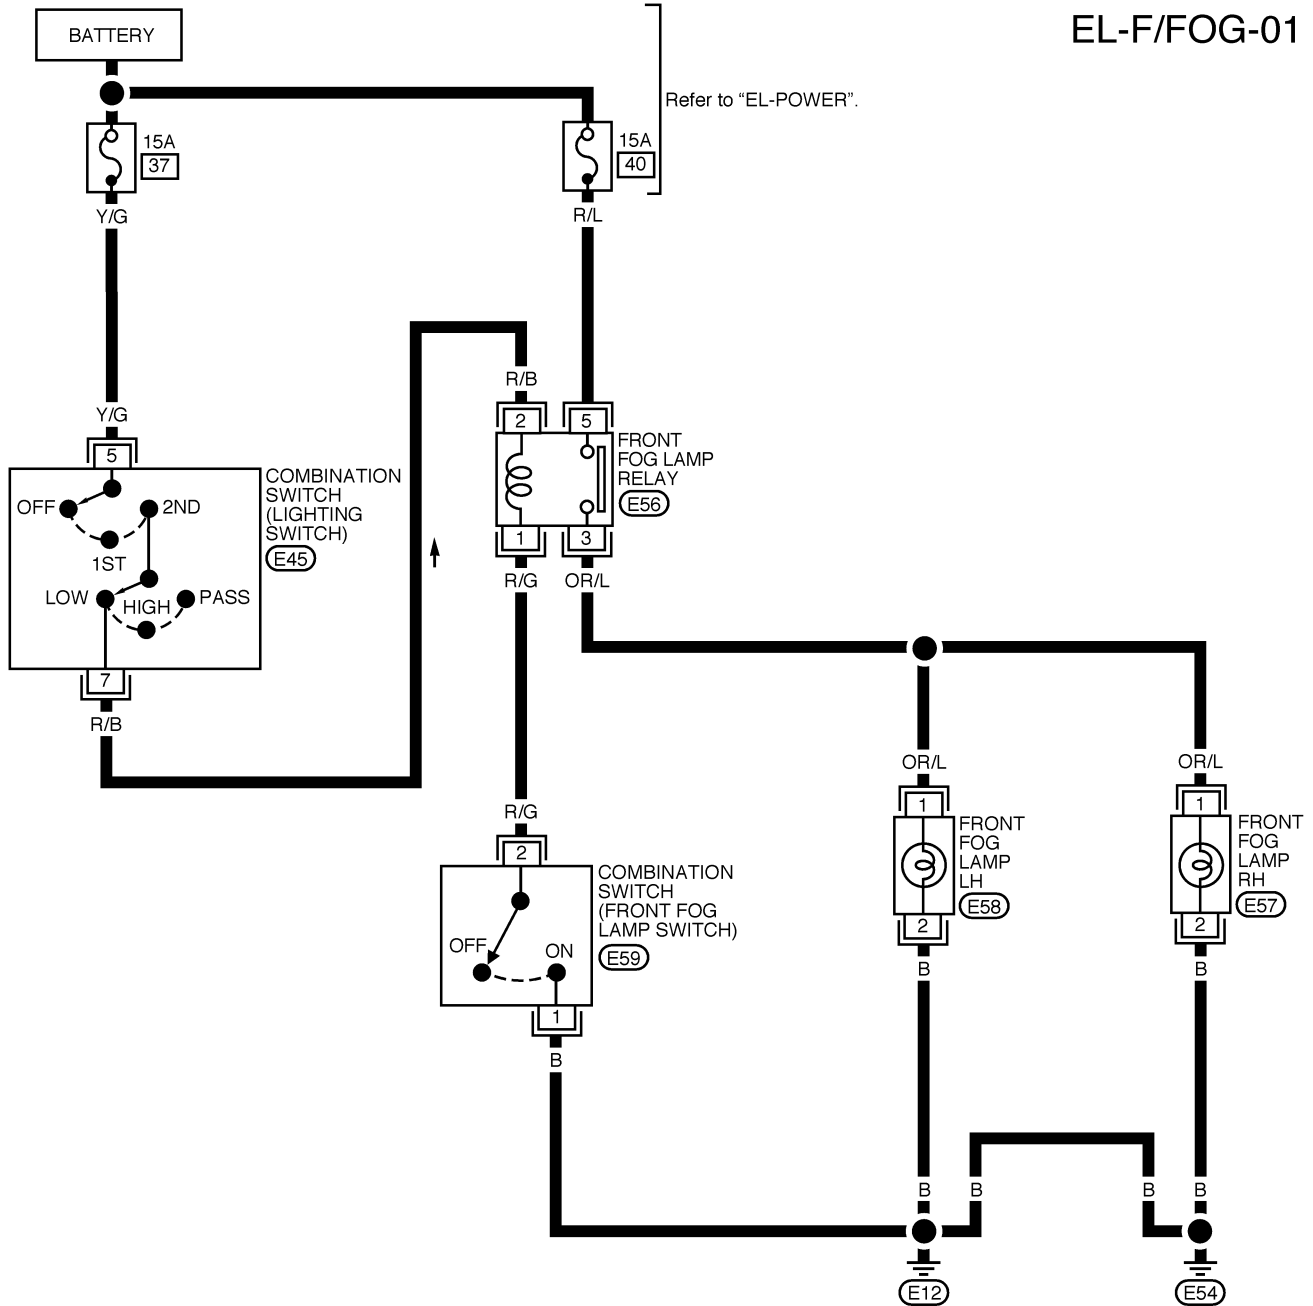 EL-F/FOG-01
BATTERY
Refer to “EL-POWER”.
15A
37
15A
40
Y/G
R/L
R/B
Y/G
2
5
5
FRONT
FOG LAMP
RELAY
E56
COMBINATION
SWITCH
(LIGHTING
SWITCH)
E45
OFF
2ND
1ST
LOW
HIGH
PASS
1
3
R/G
OR/L
7
R/B
OR/L
OR/L
R/G
1
1
2
FRONT
FOG
LAMP
LH
E58
FRONT
FOG
LAMP
RH
E57
COMBINATION
SWITCH
(FRONT FOG
LAMP SWITCH)
E59
OFF
ON
2
2
B
B
1
B
B
B
B
B
E12
E54